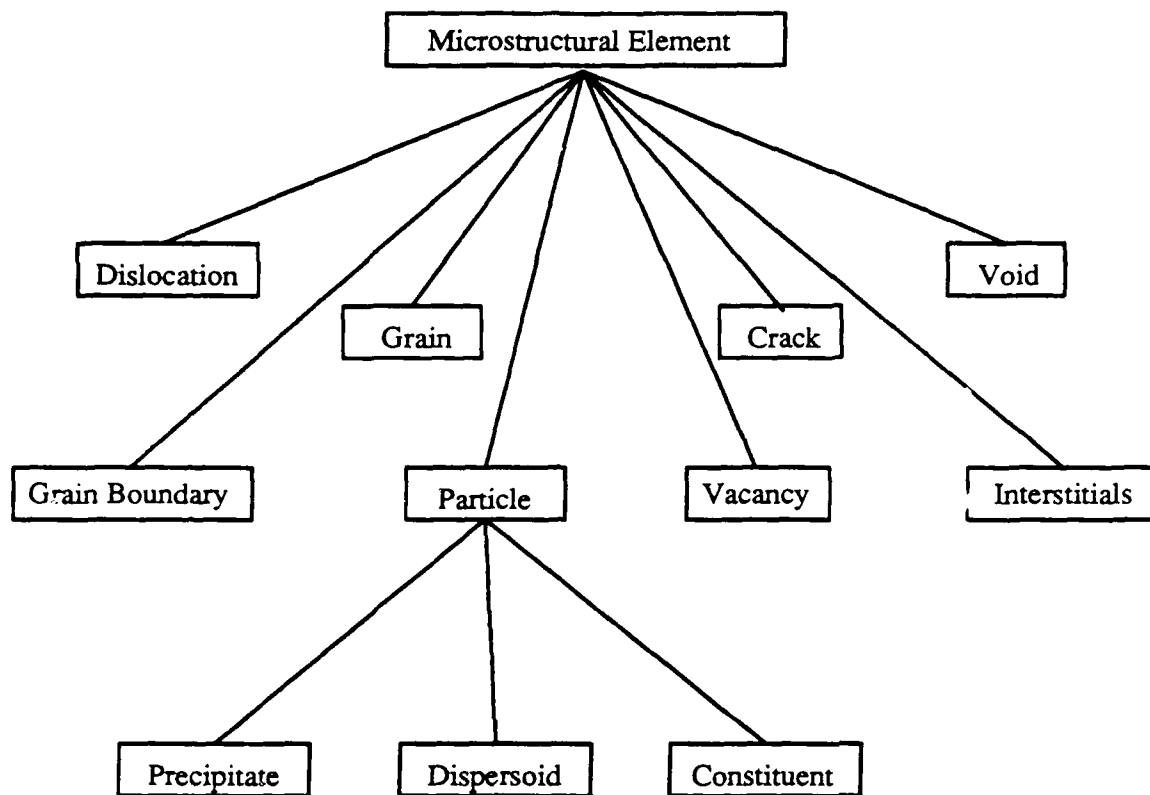 Microstructural Element
Dislocation
Void
Grain
Crack
Grain Boundary
Particle
Vacancy
Interstitials
Precipitate
Dispersoid
Constituent